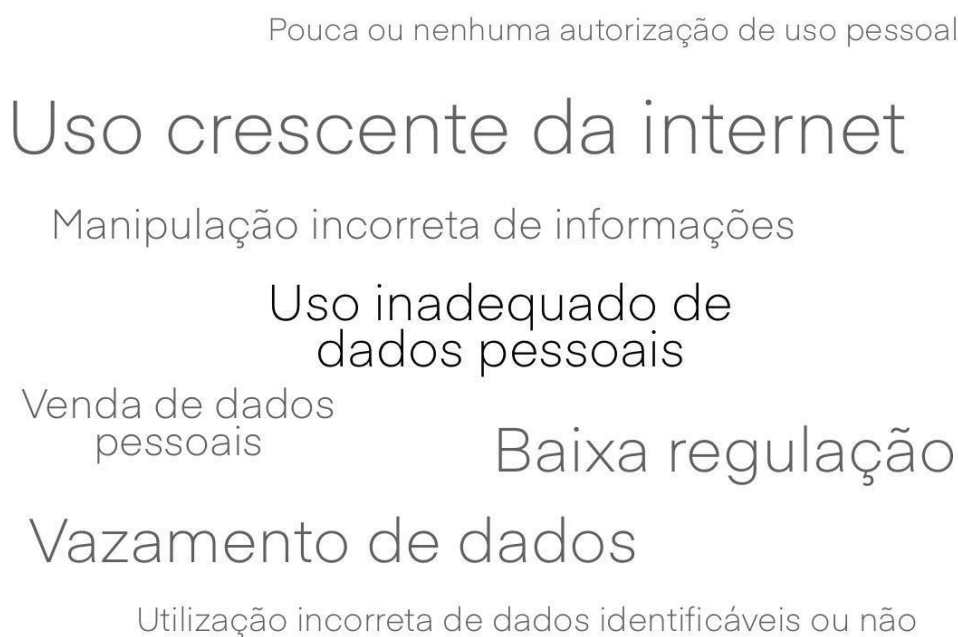 Pouca ou nenhuma autorização de uso pessoal
Uso crescente da internet
Manipulação incorreta de informações
Uso inadequado de
dados pessoais
Venda de dados
pessoais
Baixa regulação
Vazamento de dados
Utilização incorreta de dados identificáveis ou não